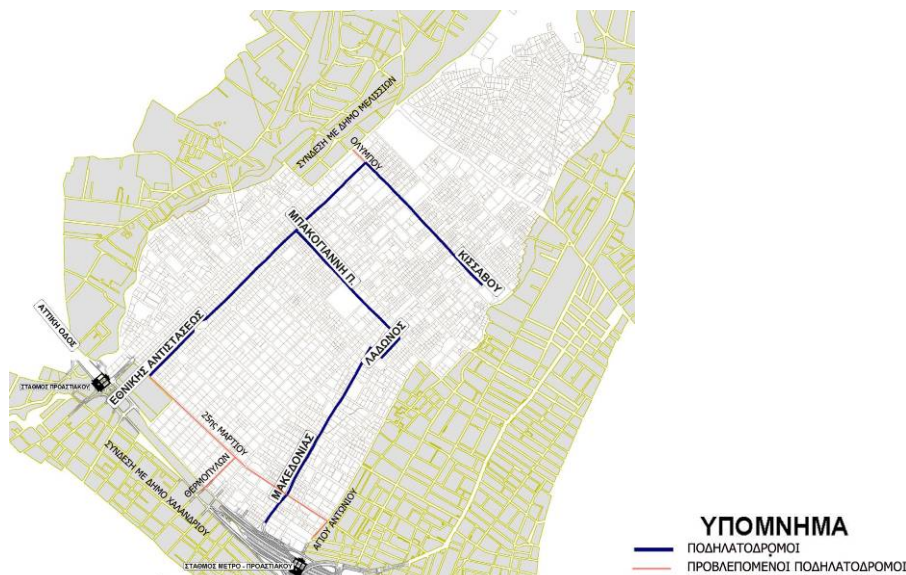 ΣΥΝΔΕΣΗ ΜΕ ΔΗΜΟ ΜΕΛΙΣΣΙΩΝ
ΟΛΥΜΠΟΥ
ΜΠΑΚΟΓΙΑΝΝΗ Π.
ΚΙΣΣΑΒΟΥ
ΑΤΤΙΚΗ ΟΔΟΣ
ΕΘΝΙΚΗΣ ΑΝΤΙΣΤΑΣΕΩΣ
ΛΑΔΩΝΟΣ
ΣΤΑΘΜΟΣ ΠΡΟΑΣΤΙΑΚΟΥ
25ης ΜΑΡΤΙΟΥ
ΣΥΝΔΕΣΗ ΜΕ ΔΗΜΟ ΧΑΛΑΝΔΡΙΟΥ
ΘΕΡΜΟΠΥΛΩΝ
ΜΑΚΕΔΟΝΙΑΣ
ΑΓΙΟΥ ΑΝΤΩΝΙΟΥ
ΣΤΑΘΜΟΣ ΜΕΤΡΟ - ΠΡΟΑΣΤΙΑΚΟΥ
ΥΠΟΜΝΗΜΑ
ΠΟΔΗΛΑΤΟΔΡΟΜΟΙ
ΠΡΟΒΛΕΠΟΜΕΝΟΙ ΠΟΔΗΛΑΤΟΔΡΟΜΟΙ